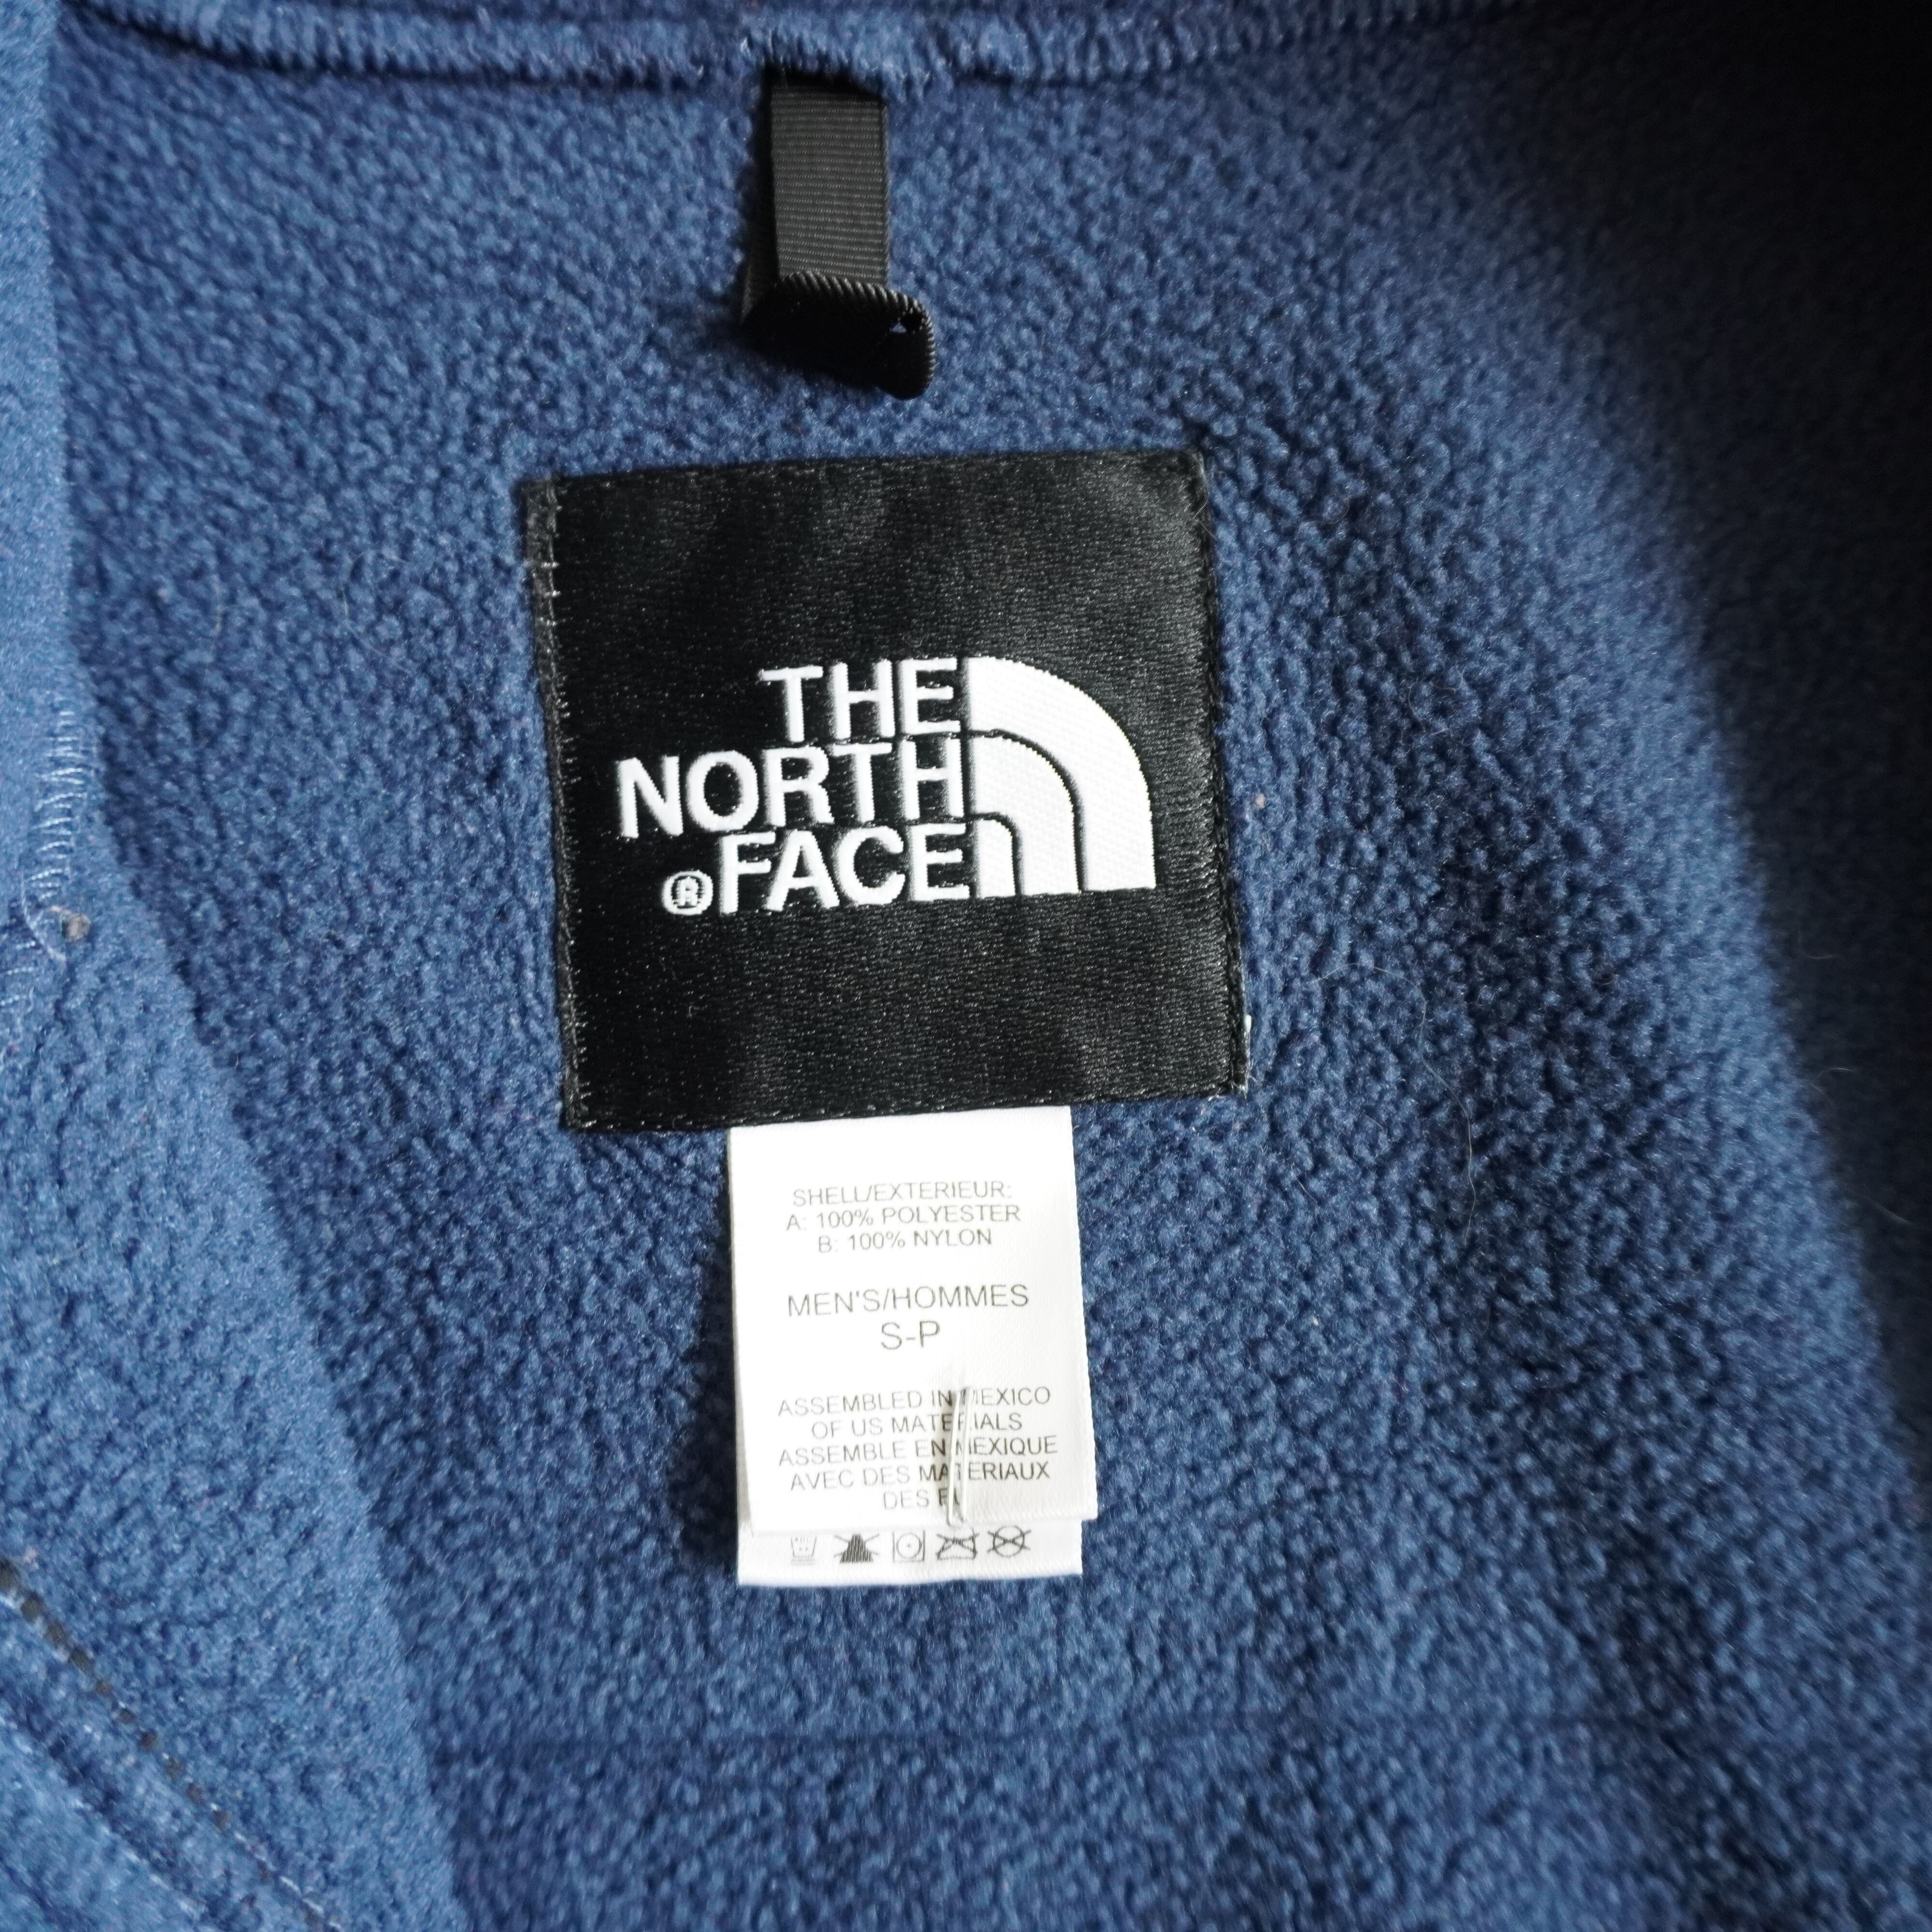 THE
NORTH
®FACE
SHELL/EXTERIEUR:
A: 100% POLYESTER
B: 100% NYLON
MEN'S/HOMMES
S-P
ASSEMBLED IN MEXICO
OF US MATERIALS
ASSEMBLE EN MEXIQUE
AVEC DES MATERIAUX
DES